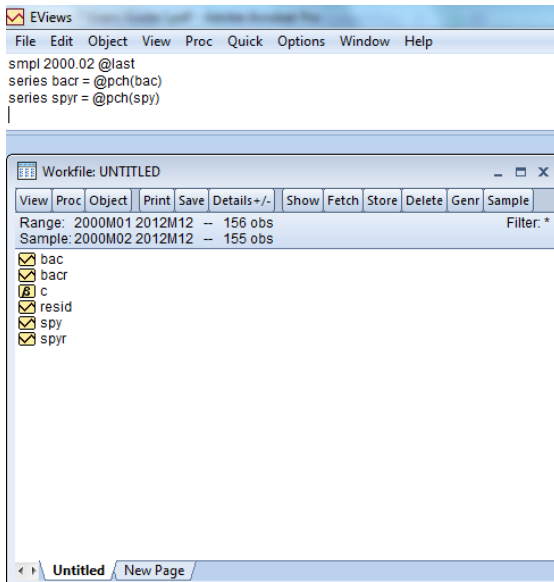 EViews
File Edit Object View Proc Quick Options Window Help
smpl 2000.02 @last
series bacr = @pch(bac)
series spyr = @pch(spy)
Workfile: UNTITLED
View Proc Object Print Save Details+/- Show Fetch Store Delete Genr Sample
Range: 2000M01 2012M12 -- 156 obs Filter: *
Sample: 2000M02 2012M12 -- 155 obs
bac
bacr
β c
resid
spy
spyr
Untitled New Page